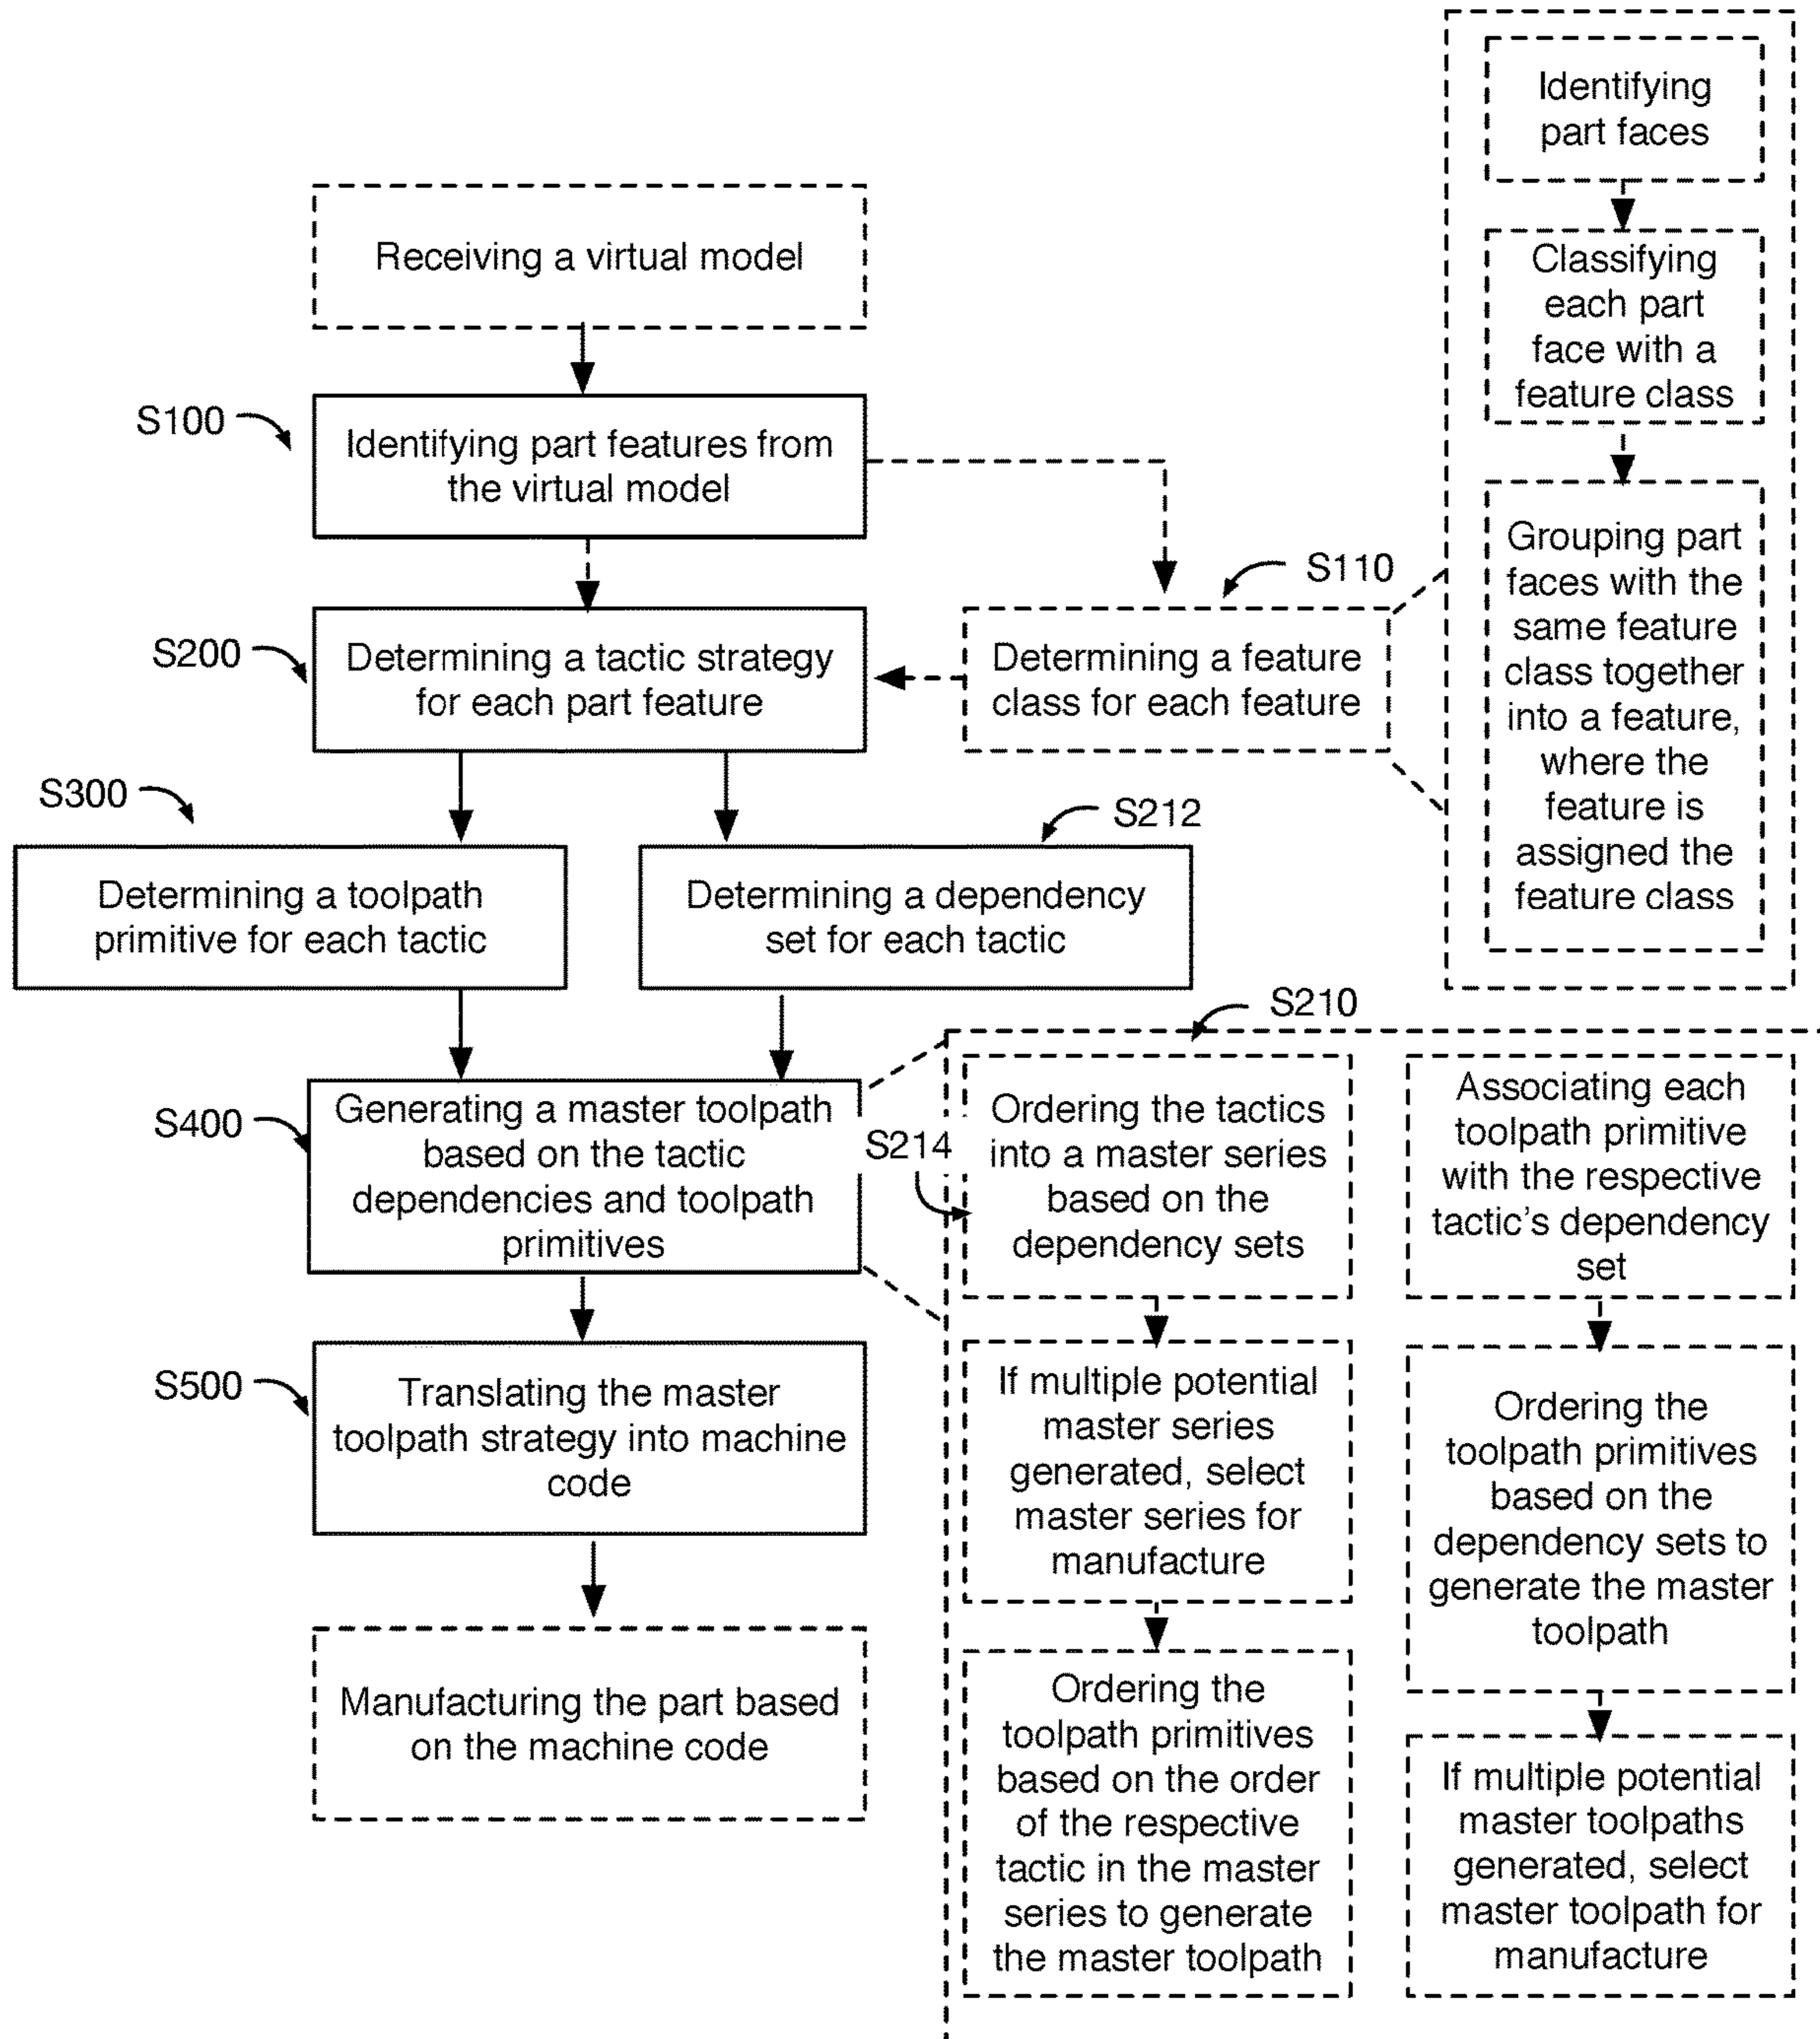 Receiving a virtual model
S100
Identifying part features from
the virtual model
S200
Determining a tactic strategy
for each part feature
S110
Determining a feature
class for each feature
Identifying
part faces
Classifying
each part
face with a
feature class
Grouping part
faces with the
same feature
class together
into a feature,
where the
feature is
assigned the
feature class
S300
Determining a toolpath
primitive for each tactic
S212
Determining a dependency
set for each tactic
S400
Generating a master toolpath
based on the tactic
dependencies and toolpath
primitives
S210
S214
Ordering the tactics
into a master series
based on the
dependency sets
If multiple potential
master series
generated, select
master series for
manufacture
Ordering the
toolpath primitives
based on the order
of the respective
tactic in the master
series to generate
the master toolpath
Associating each
toolpath primitive
with the respective
tactic's dependency
set
Ordering the
toolpath primitives
based on the
dependency sets to
generate the master
toolpath
If multiple potential
master toolpaths
generated, select
master toolpath for
manufacture
S500
Translating the master
toolpath strategy into machine
code
Manufacturing the part based
on the machine code